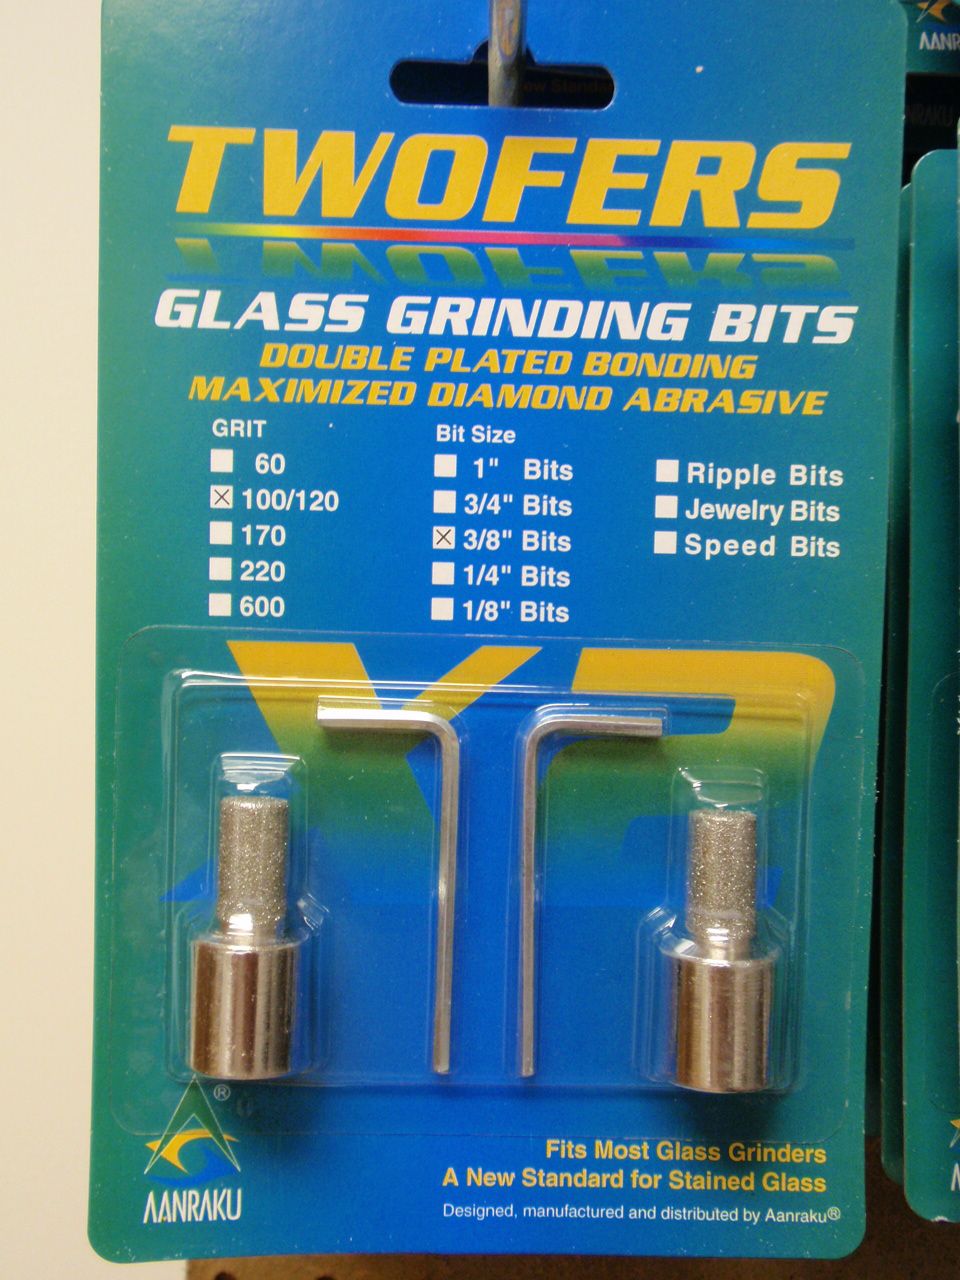 TWOFERS
GLASS GRINDING BITS
DOUBLE PLATED BONDING
MAXIMIZED DIAMOND ABRASIVE
GRIT
60
100/120
170
220
600
Bit Size
1" Bits
3/4" Bits
3/8" Bits
1/4" Bits
1/8" Bits
Ripple Bits
Jewelry Bits
Speed Bits
X2
®
AANRAKU
Fits Most Glass Grinders
A New Standard for Stained Glass
Designed, manufactured and distributed by Aanraku®